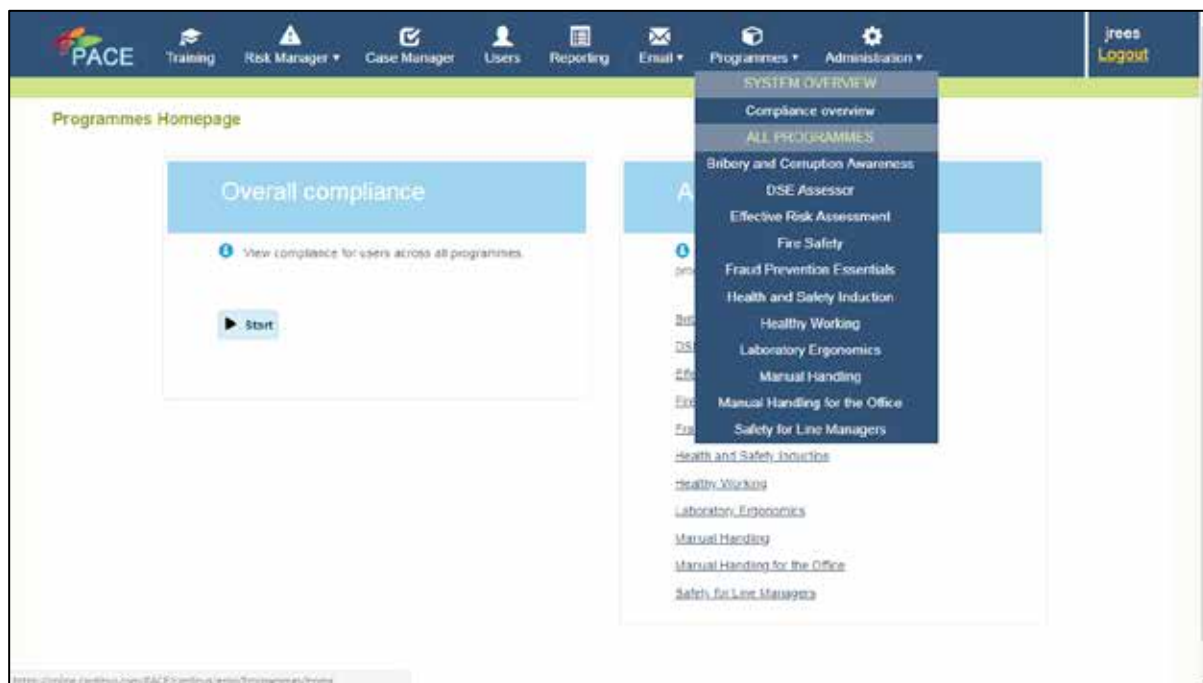 PACE
Training
Risk Manager
Case Manager
Users
Reporting
Email
Programmes
Administration
jrees
Logout
SYSTEM OVERVIEW
Compliance overview
ALL PROGRAMMES
Bribery and Corruption Awareness
DSE Assessor
Effective Risk Assessment
Fire Safety
Fraud Prevention Essentials
Health and Safety Induction
Healthy Working
Laboratory Ergonomics
Manual Handling
Manual Handling for the Office
Safety for Line Managers
Programmes Homepage
Overall compliance
View compliance for users across all programmes.
Start
A
Health and Safety Induction
Healthy Working
Laboratory Ergonomics
Manual Handling
Manual Handling for the Office
Safety for Line Managers